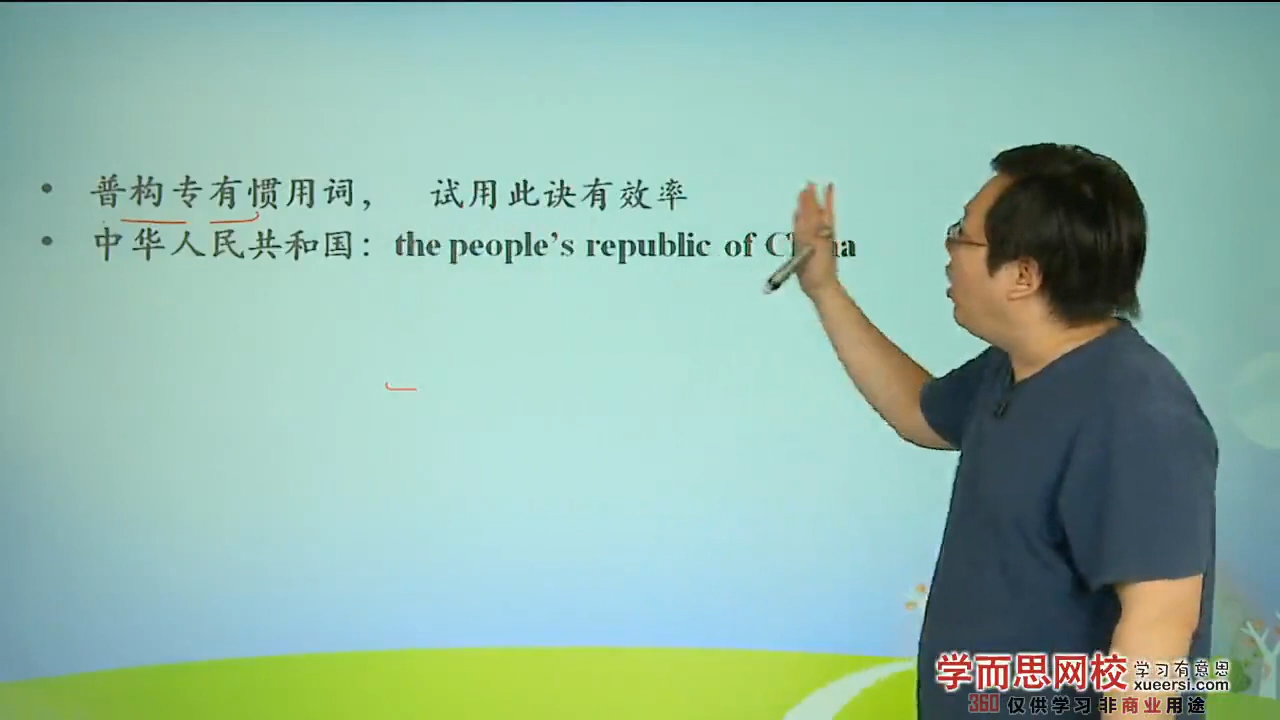 • 普构专有惯用词， 试用此诀有效率
• 中华人民共和国：the people's republic of China
学而思网校 学习有意思
xueersi.com
360 仅供学习 非商业用途